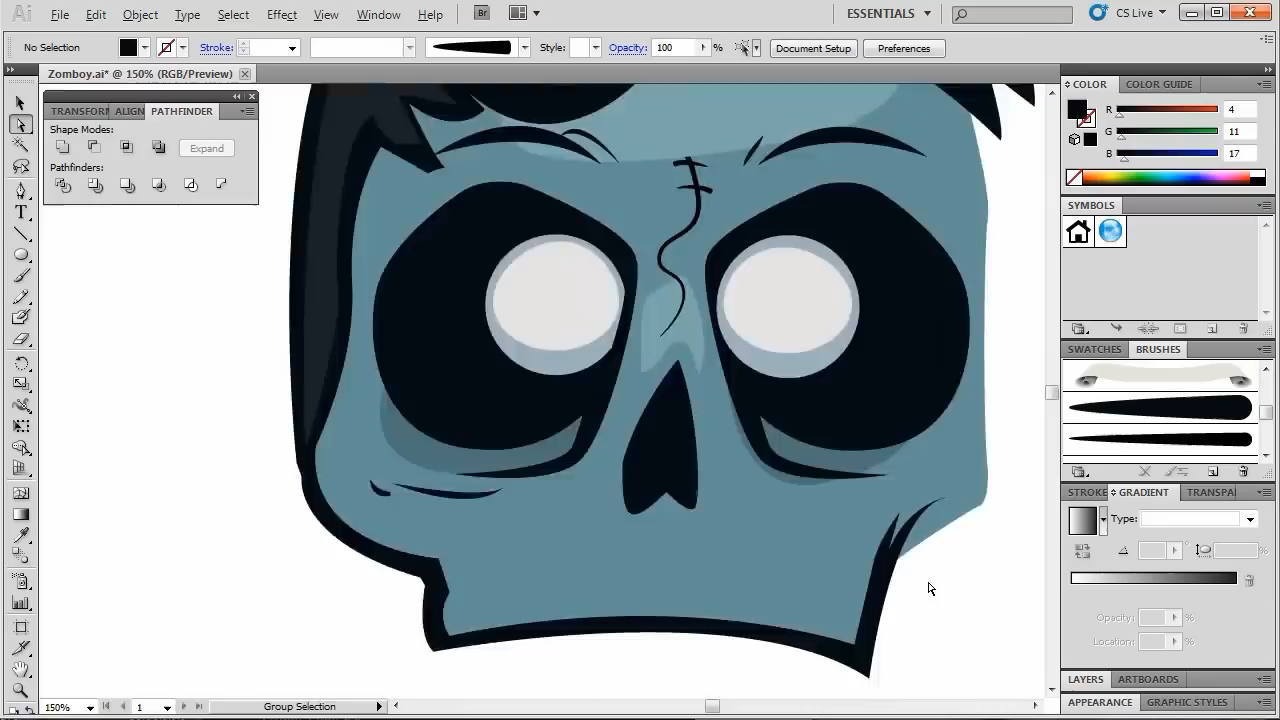 Ai File Edit Object Type Select Effect View Window Help Br ESSENTIALS CS Live
No Selection Stroke: Style: Opacity: 100 % Document Setup Preferences
Zomboy.ai* @ 150% (RGB/Preview)
TRANSFORM ALIGN PATHFINDER
Shape Modes:
Expand
Pathfinders:
COLOR COLOR GUIDE
R 4
G 11
B 17
SYMBOLS
SWATCHES BRUSHES
STROKE GRADIENT TRANSPA
Type:
°
%
Opacity: %
Location: %
LAYERS ARTBOARDS
APPEARANCE GRAPHIC STYLES
150% 1 Group Selection